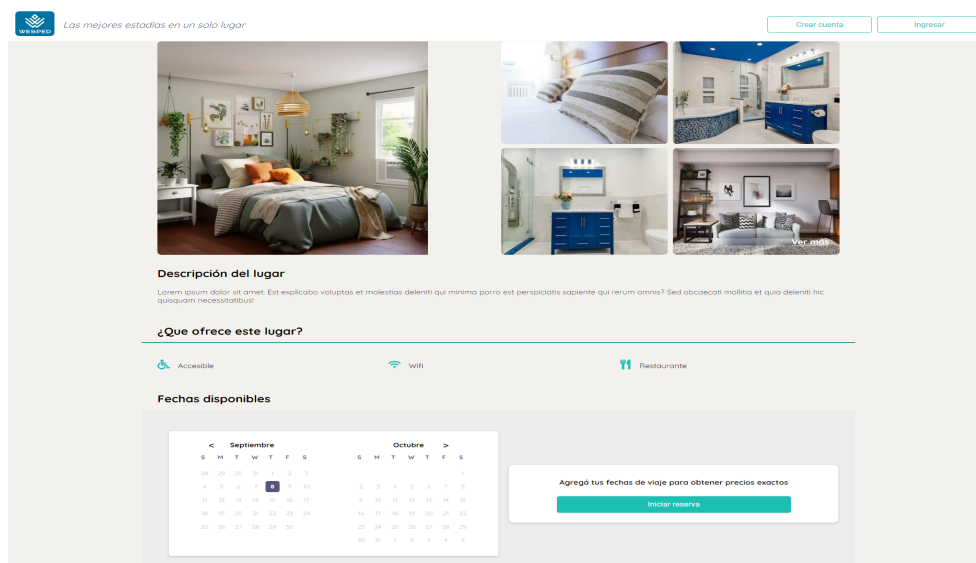 WEBPED
Las mejores estadías en un solo lugar
Crear cuenta
Ingresar
Ver más
Descripción del lugar
Lorem ipsum dolor sit amet. Est explicabo voluptas et molestias deleniti qui minima porro est perspiciatis sapiente qui rerum omnis? Sed obcaecati mollitia et quia deleniti hic
quisquam necessitatibus!
¿Que ofrece este lugar?
Accesible
Wifi
Restaurante
Fechas disponibles
< Septiembre
S M T W T F S
28 29 30 31 1 2 3
4 5 6 7 8 9 10
11 12 13 14 15 16 17
18 19 20 21 22 23 24
25 26 27 28 29 30
Octubre >
S M T W T F S
1
2 3 4 5 6 7 8
9 10 11 12 13 14 15
16 17 18 19 20 21 22
23 24 25 26 27 28 29
30 31 1 2 3 4 5
Agregá tus fechas de viaje para obtener precios exactos
Iniciar reserva